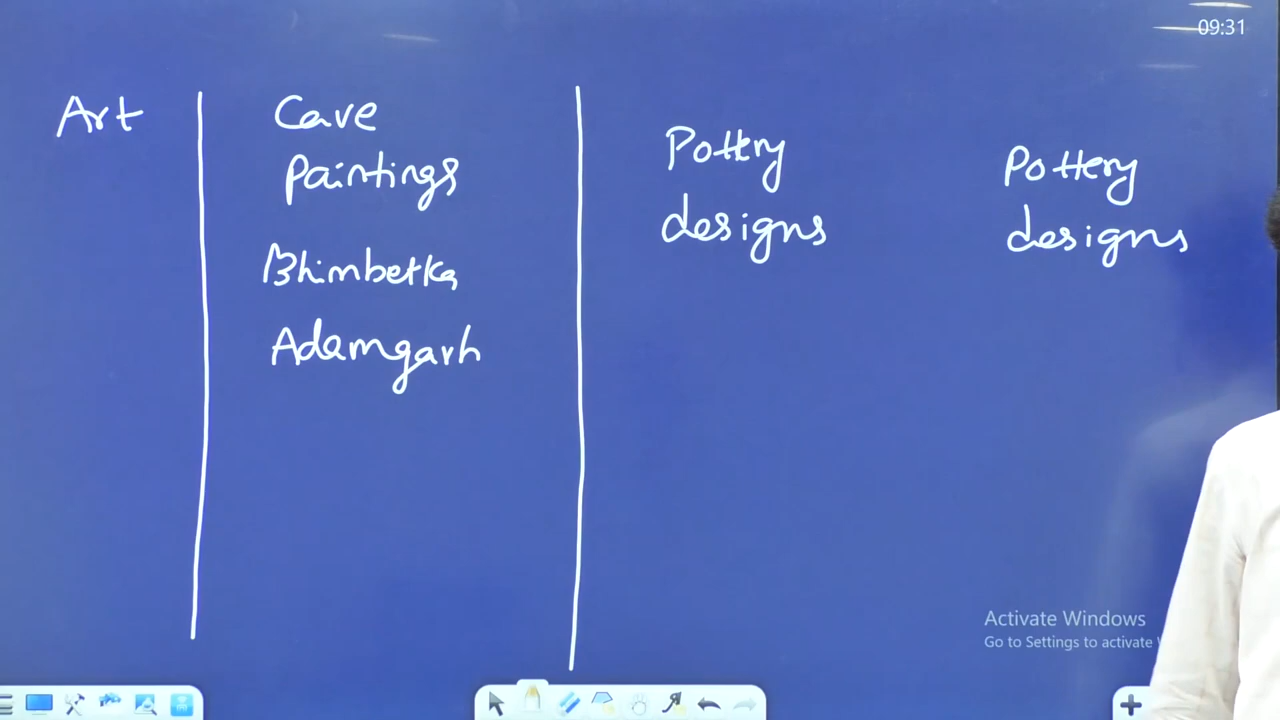 09:31
Art
Cave
Paintings
Bhimbetka
Adamgarh
Pottery
designs
Pottery
designs
Activate Windows
Go to Settings to activate